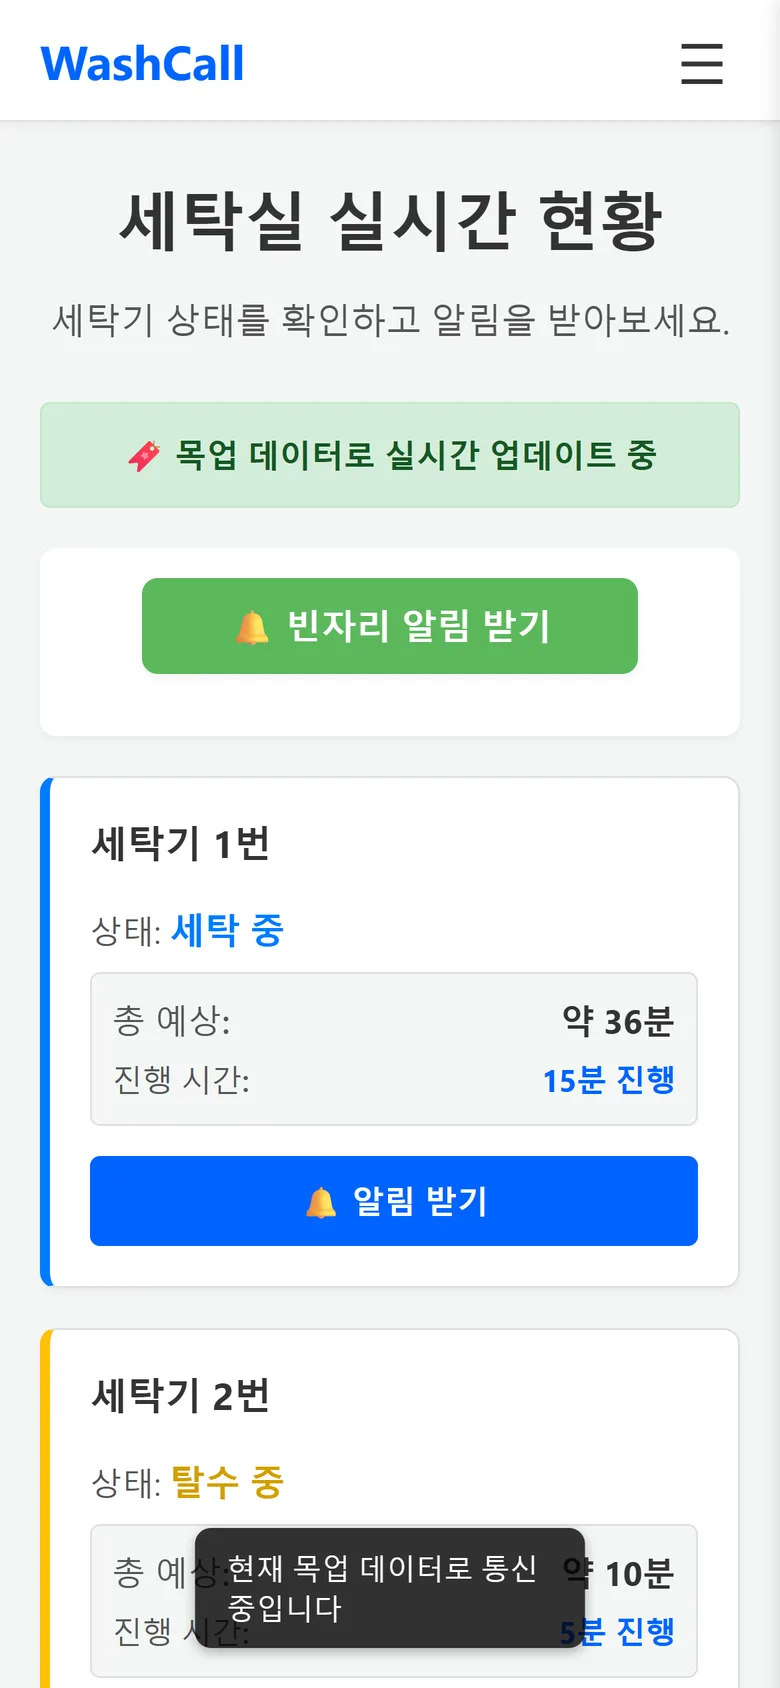 WashCall
세탁실 실시간 현황
세탁기 상태를 확인하고 알림을 받아보세요.
목업 데이터로 실시간 업데이트 중
빈자리 알림 받기
세탁기 1번
상태: 세탁 중
총 예상: 약 36분
진행 시간: 15분 진행
알림 받기
세탁기 2번
상태: 탈수 중
총 예상: 약 10분
진행 시간: 5분 진행
현재 목업 데이터로 통신
중입니다